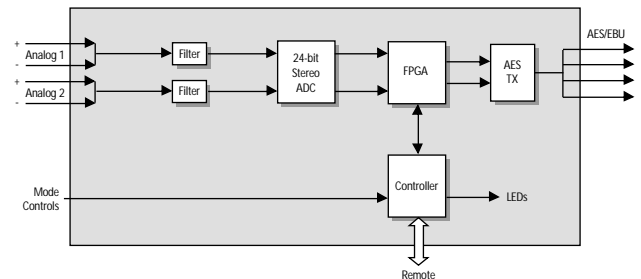 AES/EBU
+
Analog 1
-
Filter
24-bit
Stereo
ADC
FPGA
AES
TX
+
Analog 2
-
Filter
Mode
Controls
Controller
LEDs
Remote